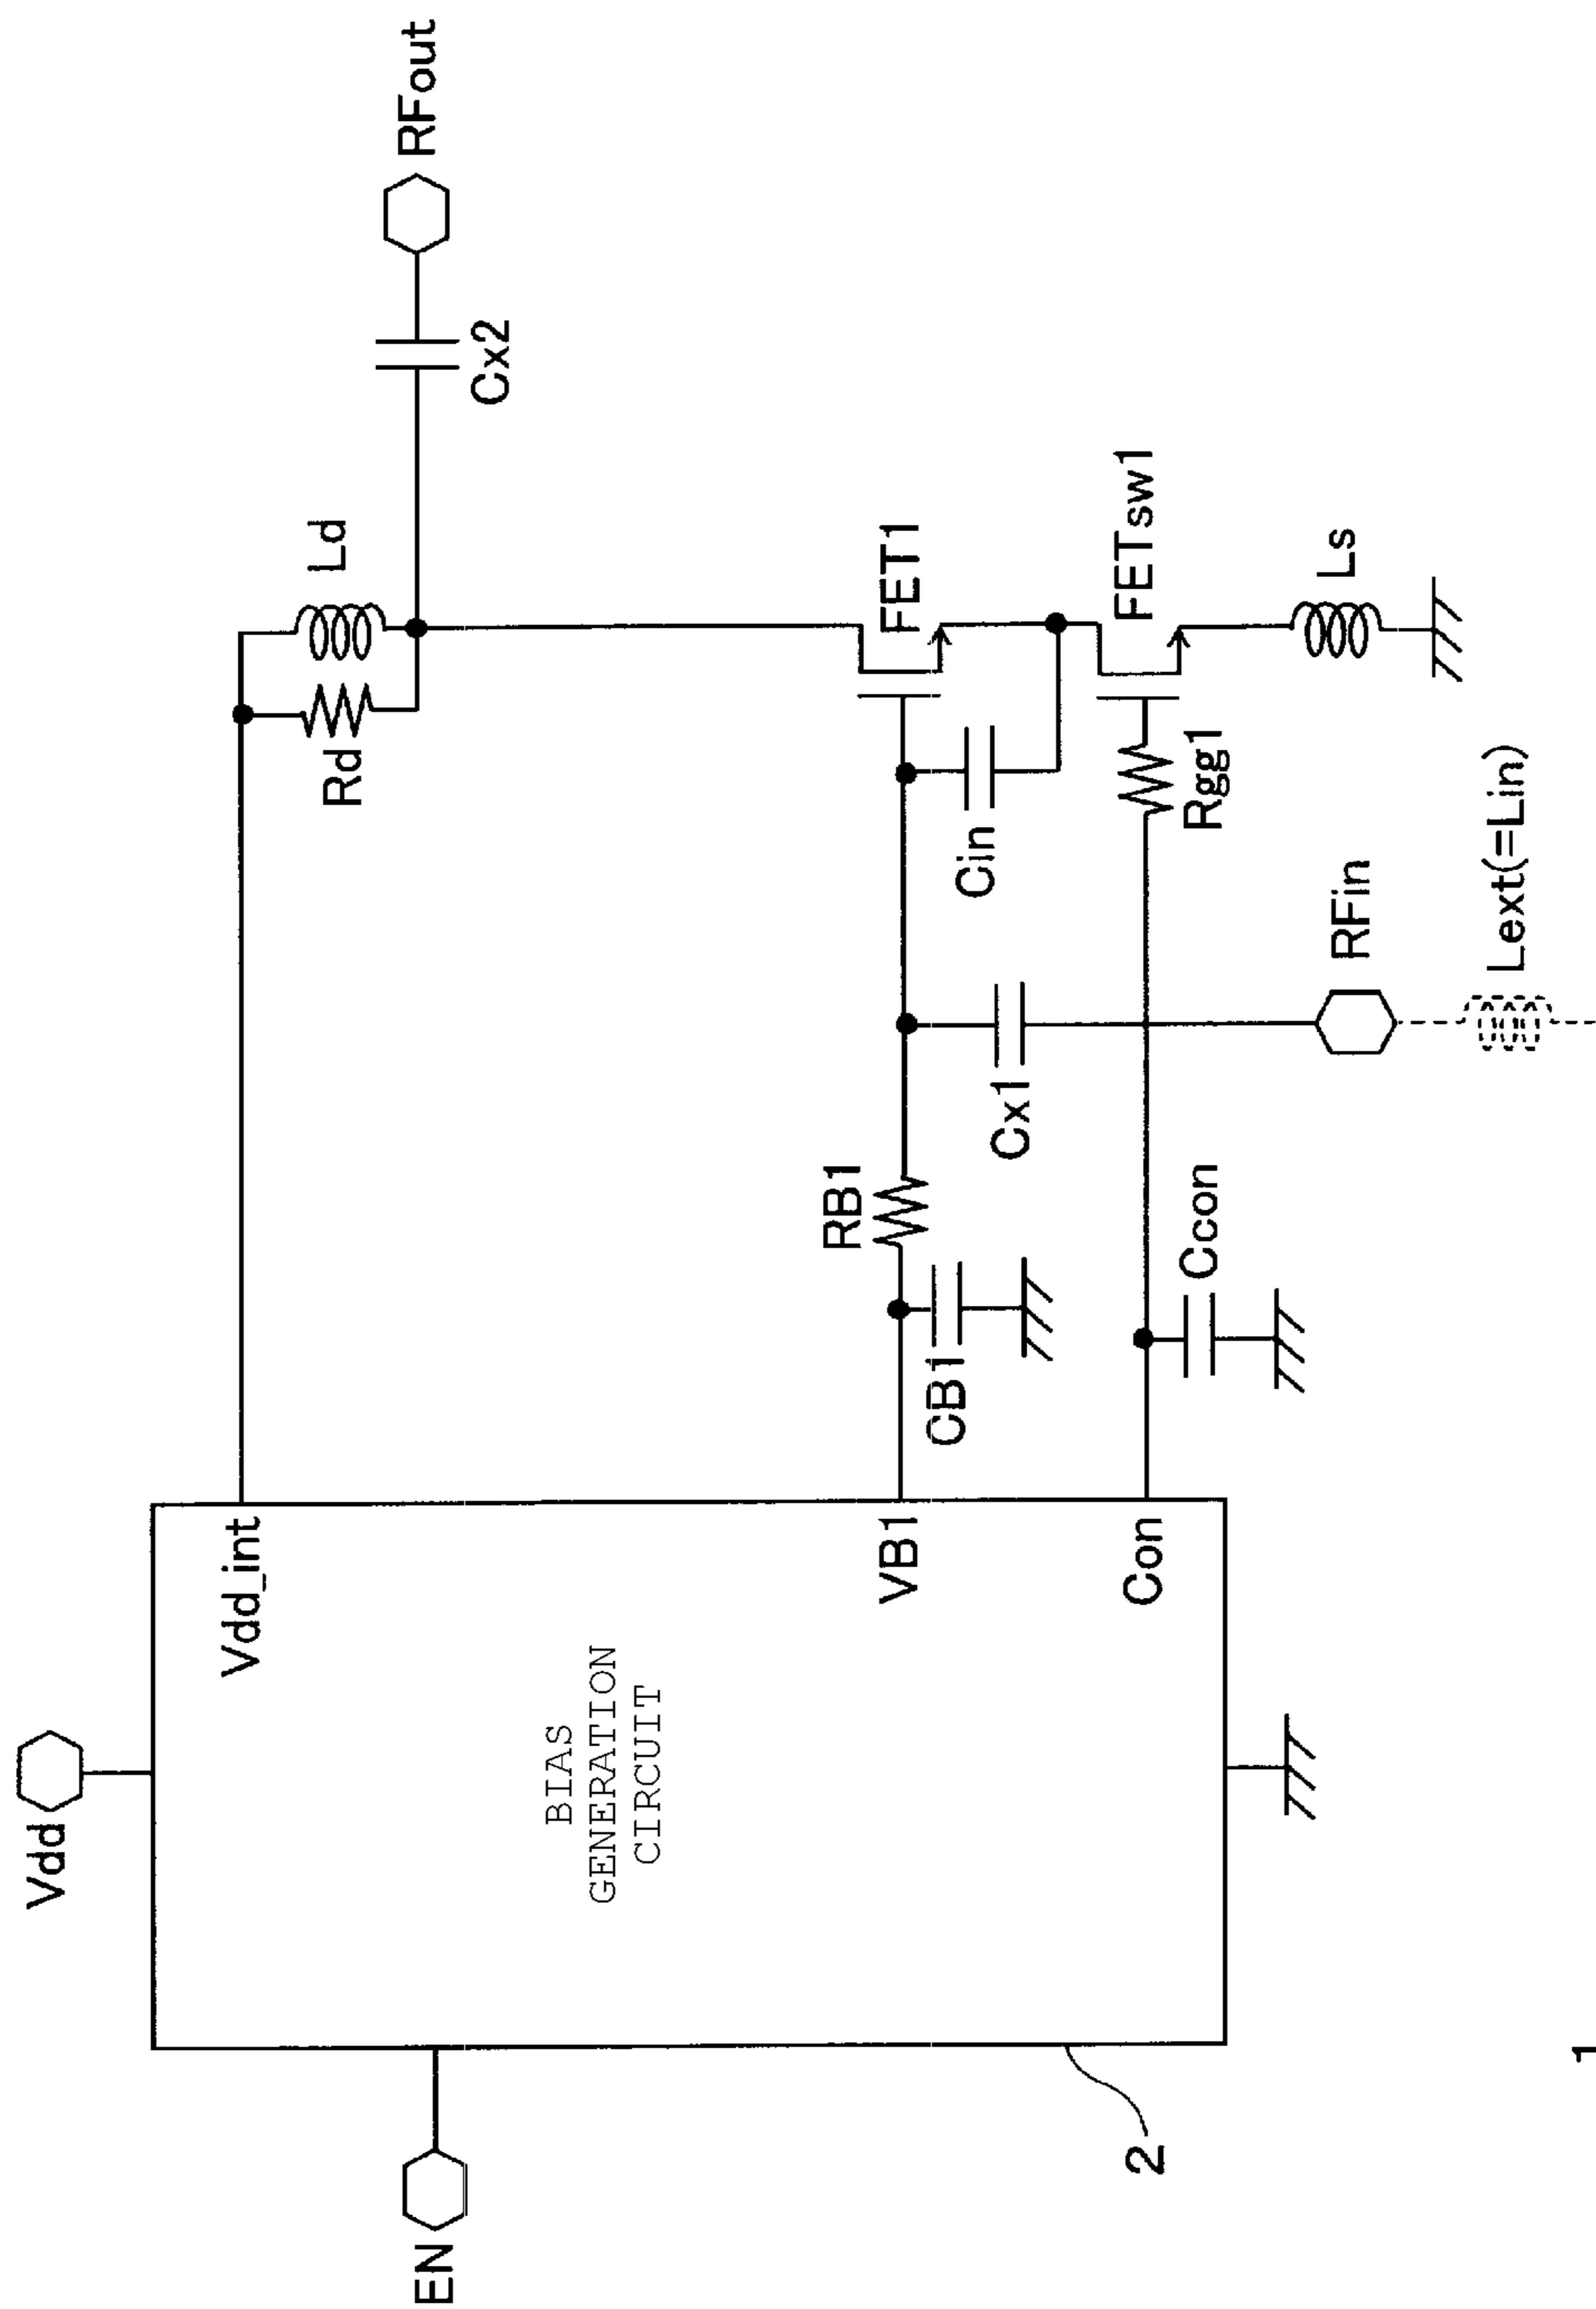 Vdd
EN
BIAS
GENERATION
CIRCUIT
2
Vdd_int
VB1
Con
Rd
Ld
Cx2
RFout
CB1
RB1
Cx1
Cin
FET1
Ccon
Rgg1
FETsw1
Ls
RFin
Lext(=Lin)
1